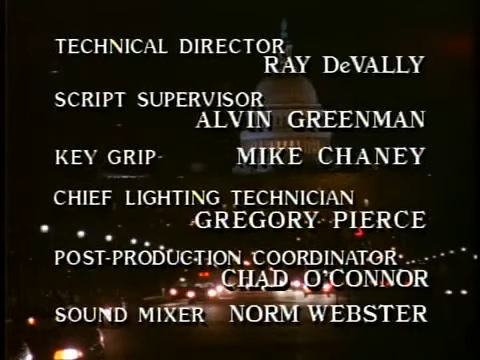 TECHNICAL DIRECTOR
RAY DeVALLY
SCRIPT SUPERVISOR
ALVIN GREENMAN
KEY GRIP MIKE CHANEY
CHIEF LIGHTING TECHNICIAN
GREGORY PIERCE
POST-PRODUCTION COORDINATOR
CHAD O'CONNOR
SOUND MIXER NORM WEBSTER